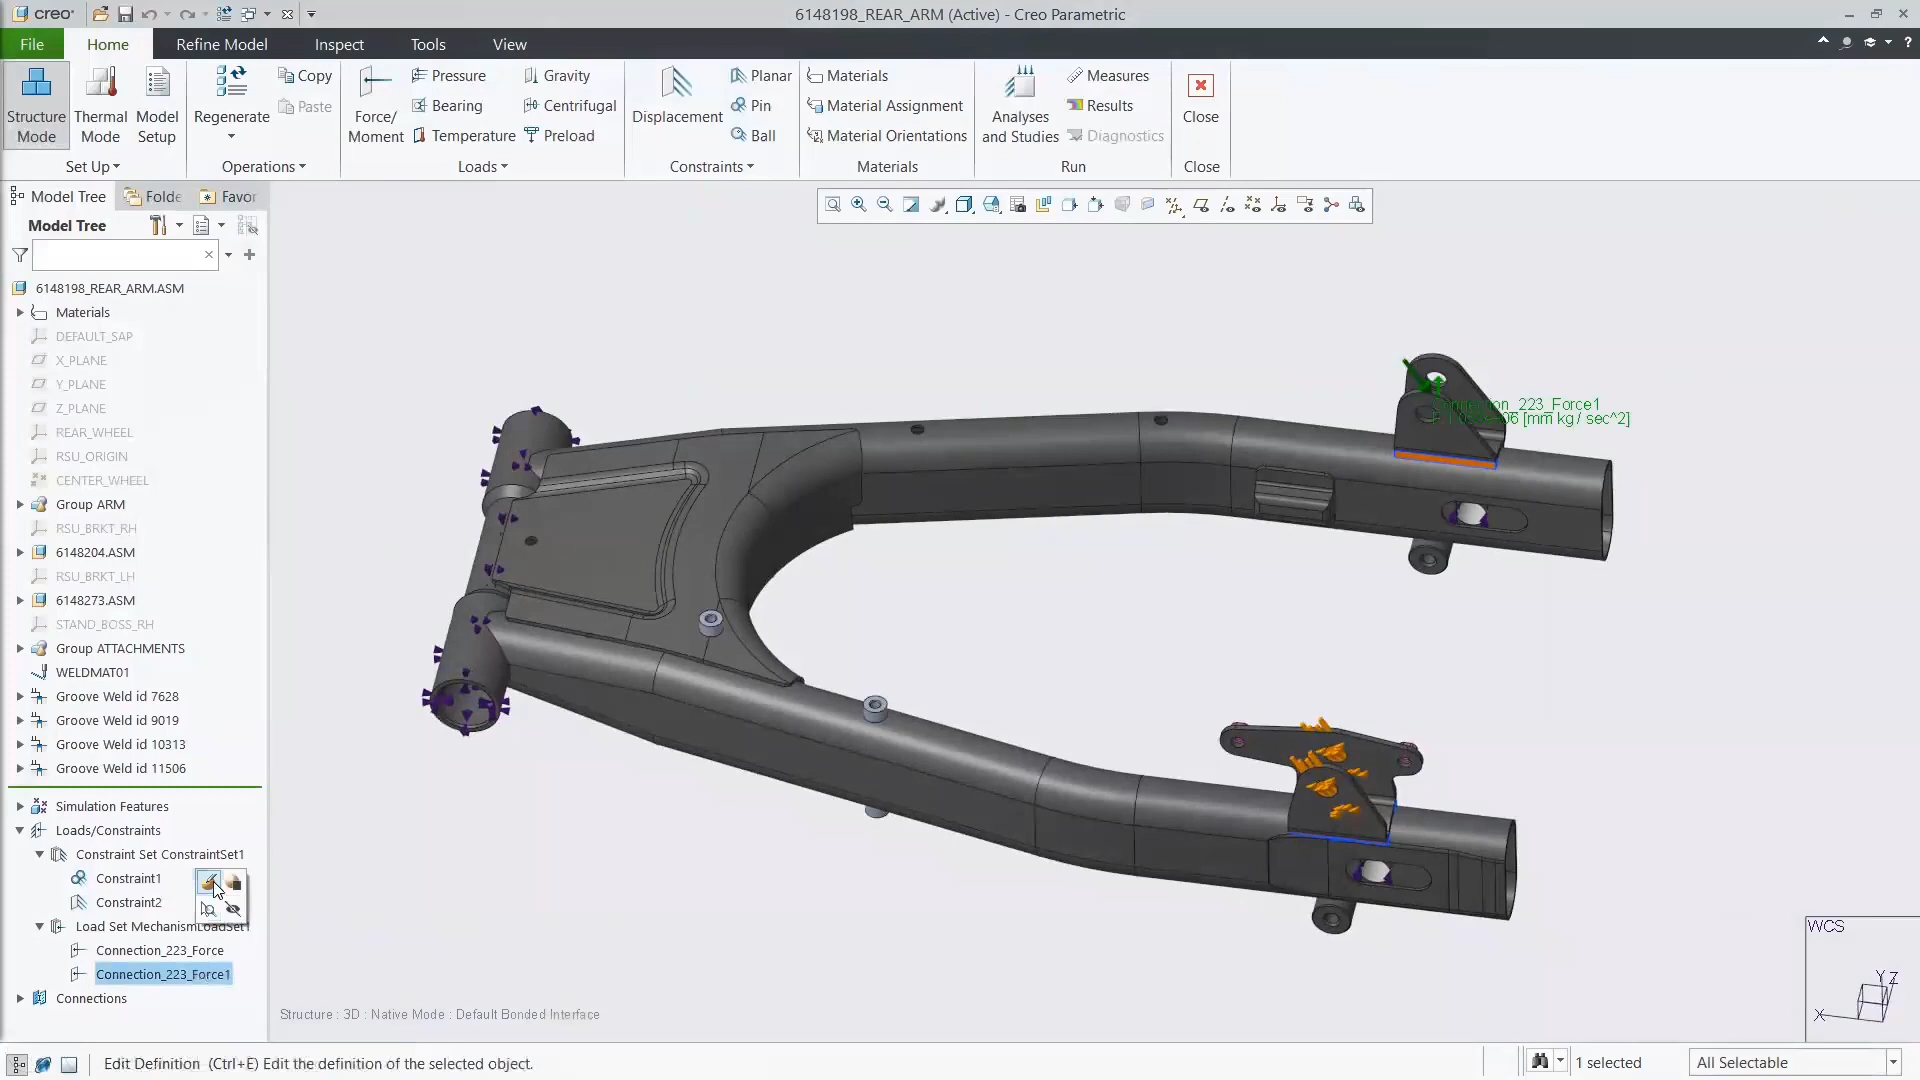 creo
6148198_REAR_ARM (Active) - Creo Parametric
File
Home
Refine Model
Inspect
Tools
View
Structure Mode
Thermal Mode
Model Setup
Set Up
Regenerate
Copy
Paste
Operations
Force/ Moment
Pressure
Bearing
Temperature
Gravity
Centrifugal
Preload
Loads
Displacement
Planar
Pin
Ball
Constraints
Materials
Material Assignment
Material Orientations
Materials
Analyses and Studies
Measures
Results
Diagnostics
Run
Close
Close
Model Tree
Folde
Favor
Model Tree
6148198_REAR_ARM.ASM
Materials
DEFAULT_SAP
X_PLANE
Y_PLANE
Z_PLANE
REAR_WHEEL
RSU_ORIGIN
CENTER_WHEEL
Group ARM
RSU_BRKT_RH
6148204.ASM
RSU_BRKT_LH
6148273.ASM
STAND_BOSS_RH
Group ATTACHMENTS
WELDMAT01
Groove Weld id 7628
Groove Weld id 9019
Groove Weld id 10313
Groove Weld id 11506
Simulation Features
Loads/Constraints
Constraint Set ConstraintSet1
Constraint1
Constraint2
Load Set MechanismLoadSet1
Connection_223_Force
Connection_223_Force1
Connections
_223_Force1
[mm kg / sec^2]
WCS
Y Z
X
Structure : 3D : Native Mode : Default Bonded Interface
Edit Definition (Ctrl+E) Edit the definition of the selected object.
1 selected
All Selectable